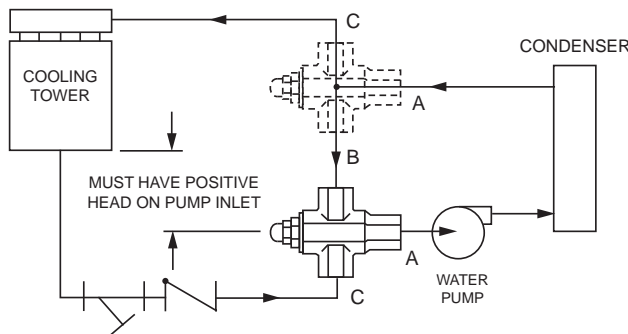 C
CONDENSER
COOLING
TOWER
A
B
MUST HAVE POSITIVE
HEAD ON PUMP INLET
A
C
WATER
PUMP